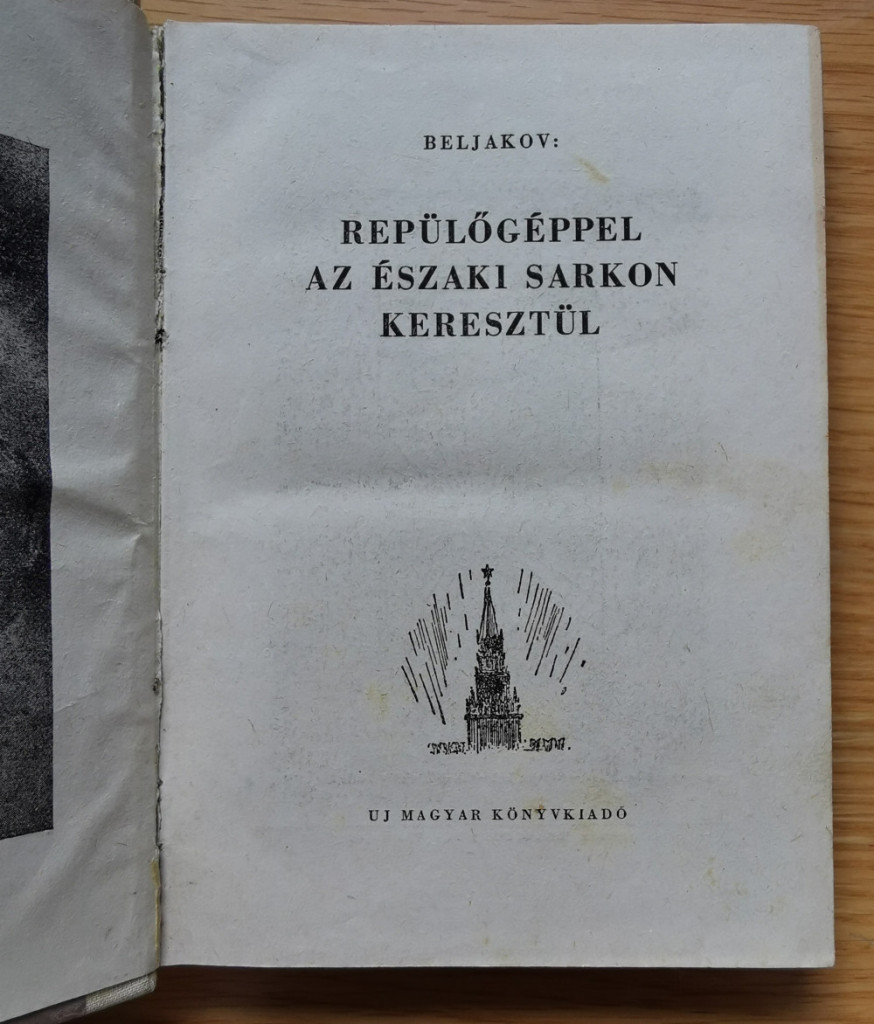 BELJAKOV:
REPÜLŐGÉPPEL
AZ ÉSZAKI SARKON
KERESZTÜL
UJ MAGYAR KÖNYVKIADÓ